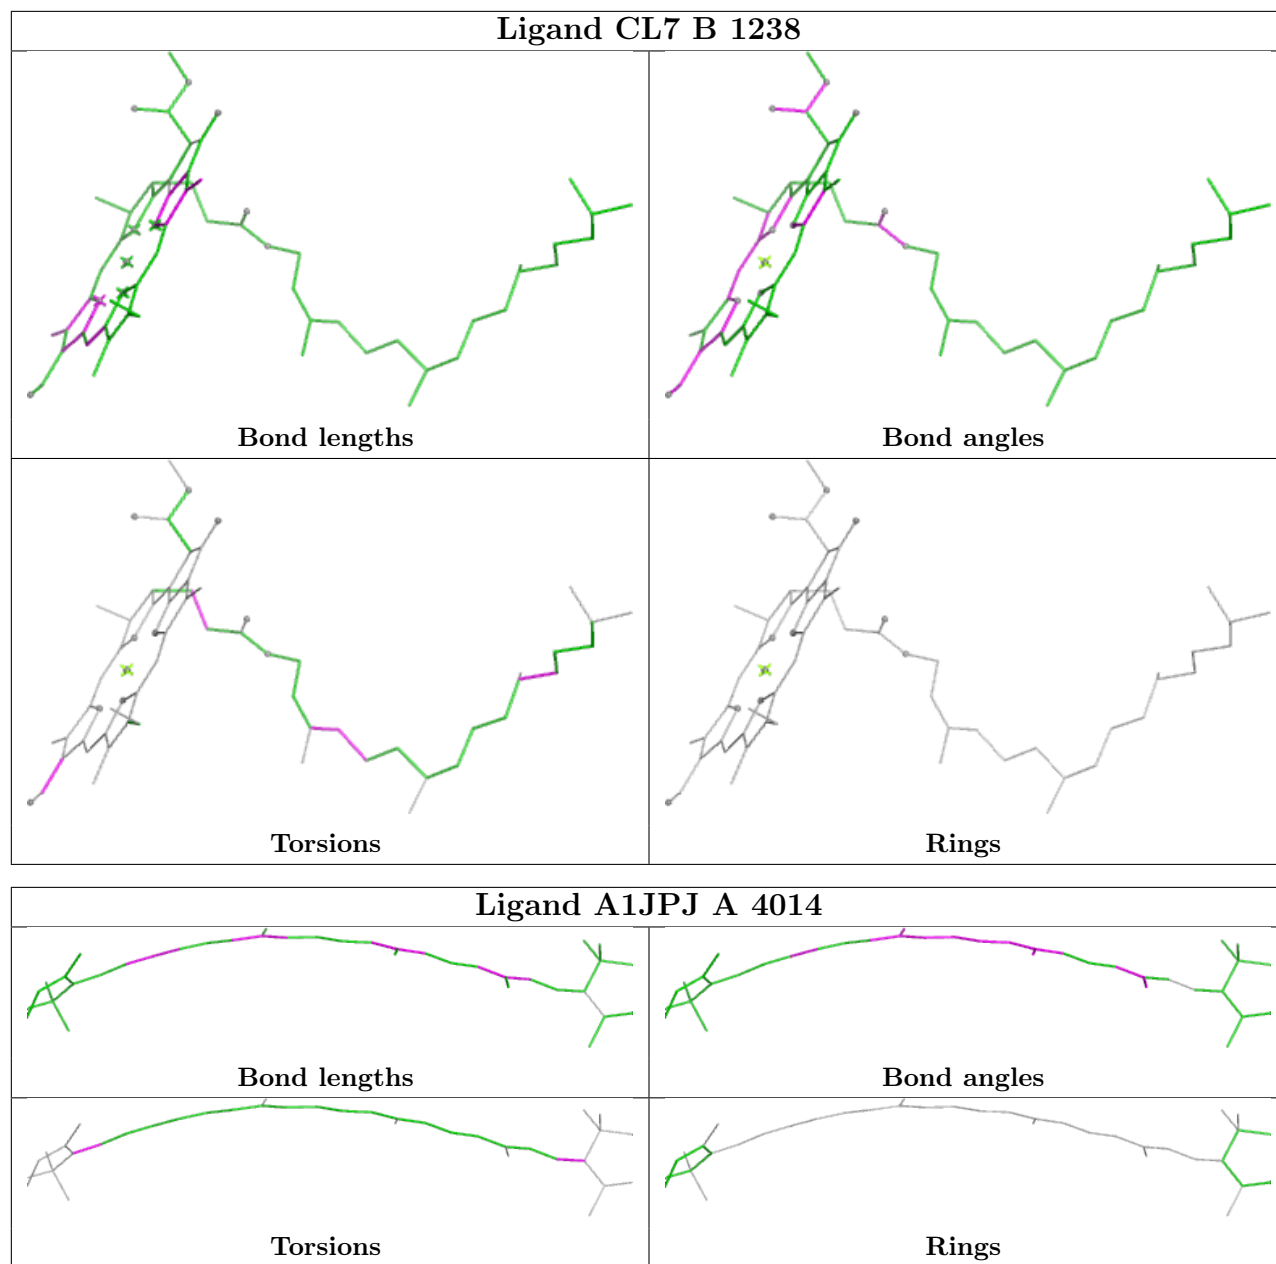 Ligand CL7 B 1238
Bond lengths
Bond angles
Torsions
Rings
Ligand A1JPJ A 4014
Bond lengths
Bond angles
Torsions
Rings